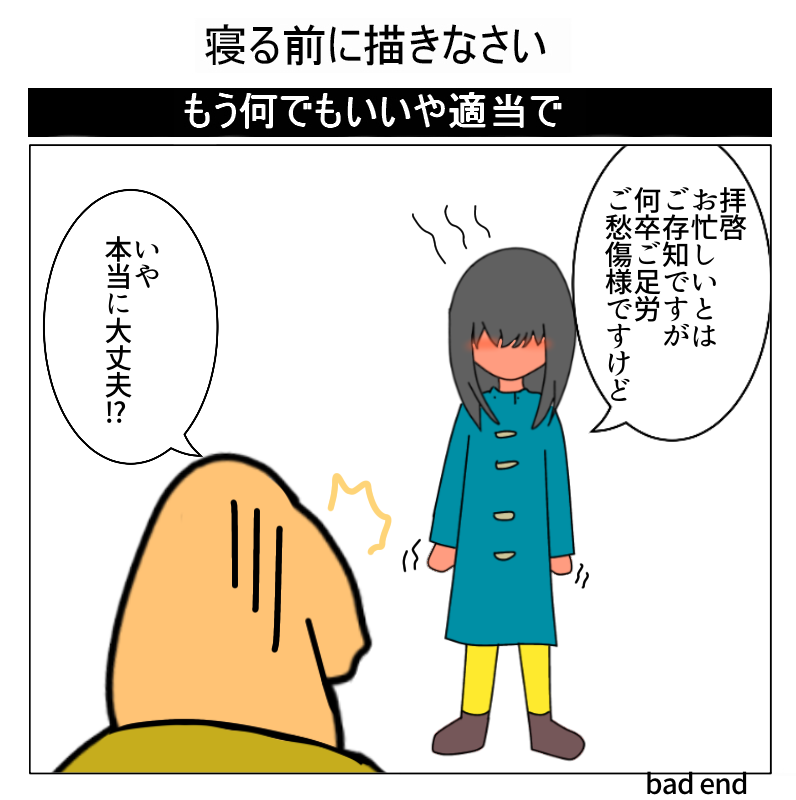 寝る前に描きなさい
もう何でもいいや適当で
拝啓
お忙しいとは
ご存知ですが
何卒ご足労
ご愁傷様ですけど
いや
本当に大丈夫!?
bad end